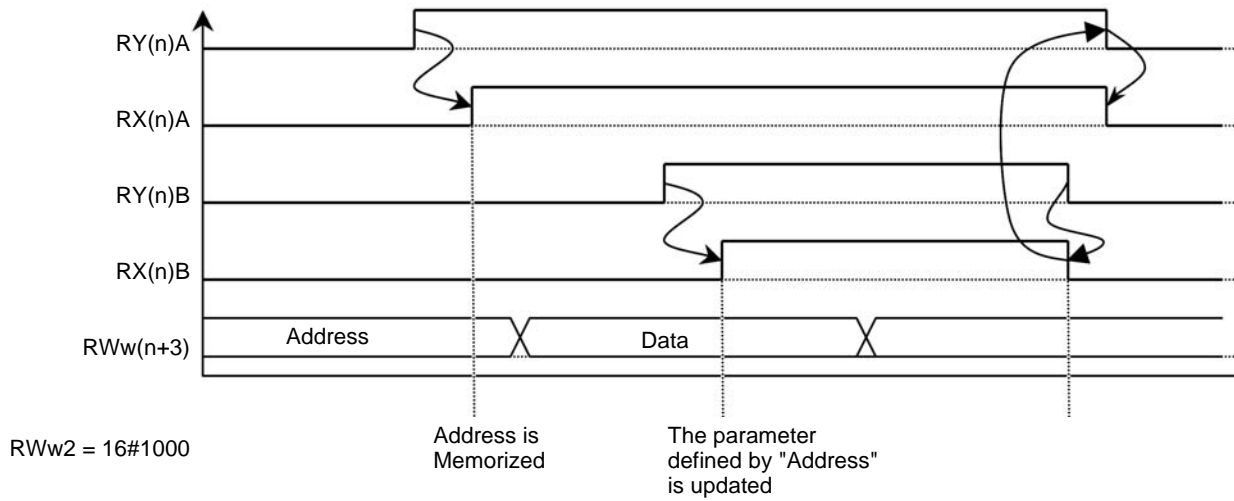 RY(n)A
RX(n)A
RY(n)B
RX(n)B
RWw(n+3)
Address
Data
RWw2 = 16#1000
Address is
Memorized
The parameter
defined by "Address"
is updated